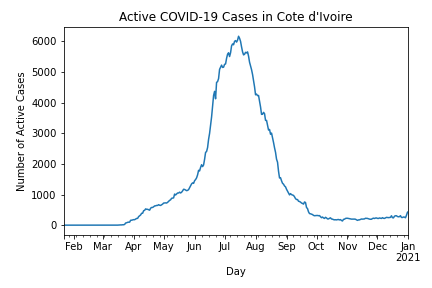 Active COVID-19 Cases in Cote d'Ivoire
Number of Active Cases
6000
5000
4000
3000
2000
1000
0
Feb Mar Apr May Jun Jul Aug Sep Oct Nov Dec Jan
2021
Day